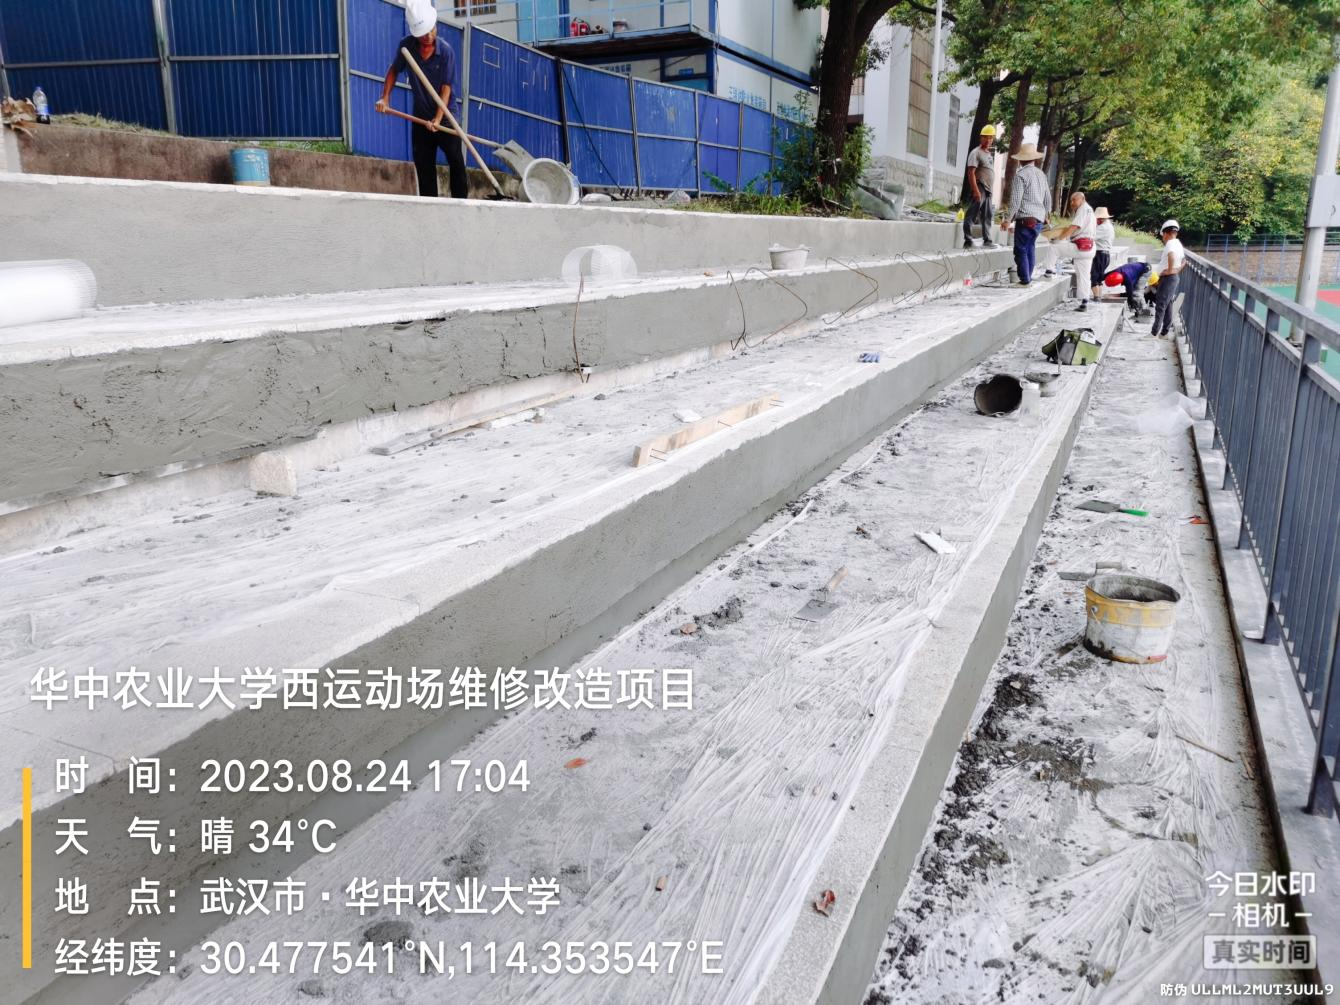 华中农业大学西运动场维修改造项目
时 间：2023.08.24 17:04
天 气：晴 34°C
地 点：武汉市·华中农业大学
经纬度：30.477541°N,114.353547°E
今日水印
相机
真实时间
防伪 ULLML2MUT3UUL9